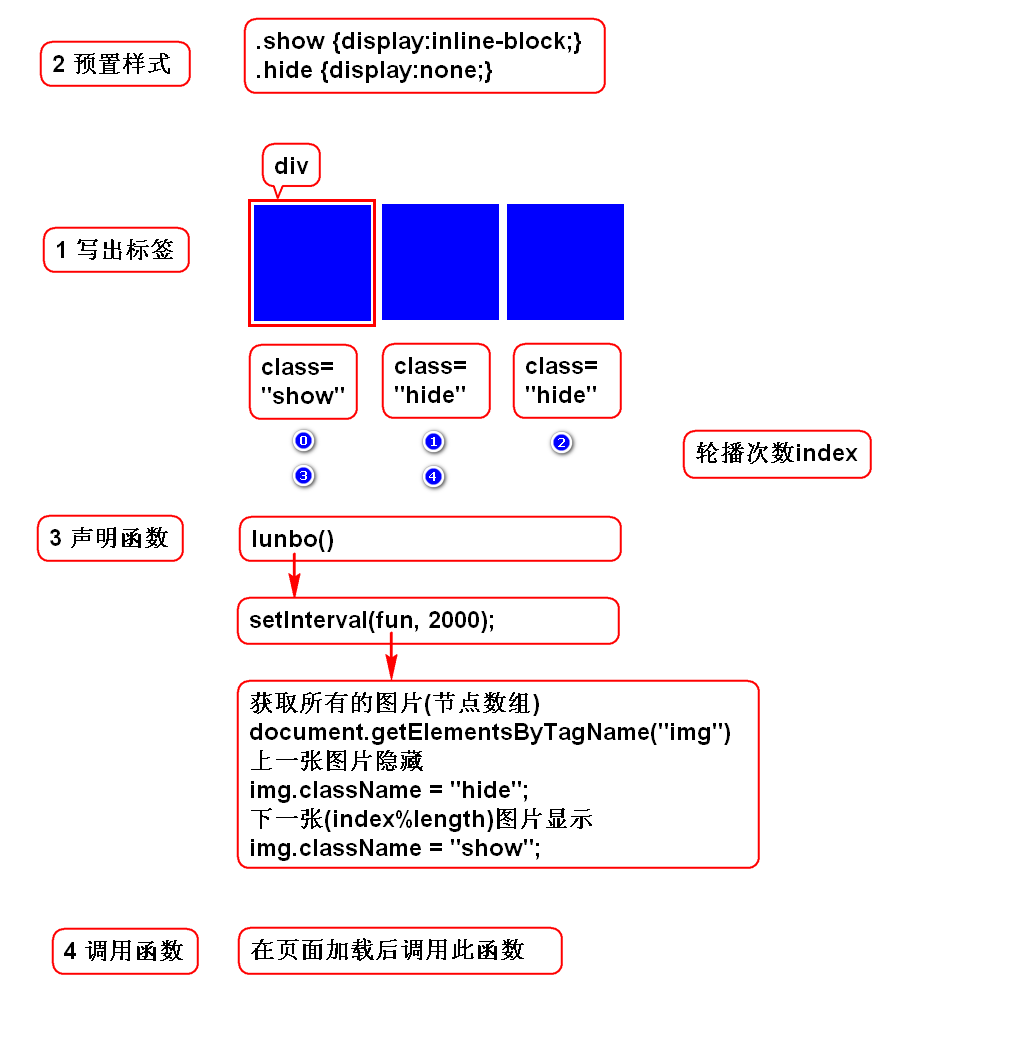 2 预置样式
.show {display:inline-block;}
.hide {display:none;}
div
1 写出标签
class=
"show"
class=
"hide"
class=
"hide"
0
1
2
3
4
轮播次数index
3 声明函数
lunbo()
setInterval(fun, 2000);
获取所有的图片(节点数组)
document.getElementsByTagName("img")
上一张图片隐藏
img.className = "hide";
下一张(index%length)图片显示
img.className = "show";
4 调用函数
在页面加载后调用此函数